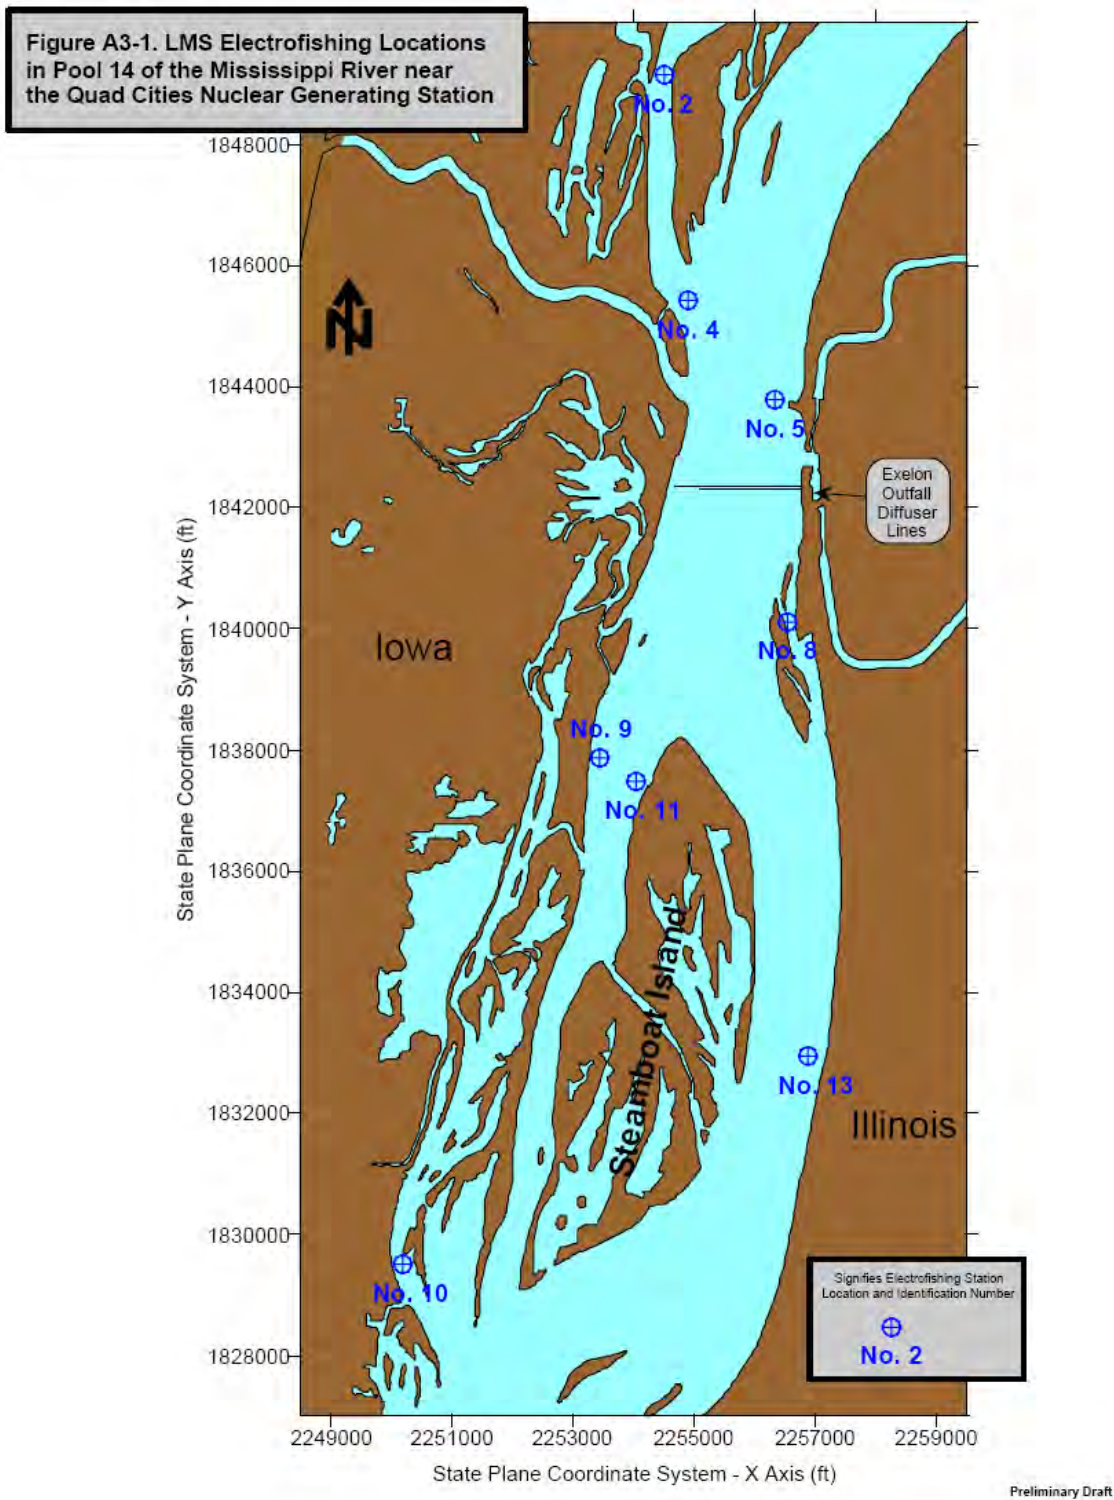 Figure A3-1. LMS Electrofishing Locations
in Pool 14 of the Mississippi River near
the Quad Cities Nuclear Generating Station
No. 2
1848000
1846000
N
No. 4
1844000
No. 5
Exelon
Outfall
Diffuser
Lines
1842000
State Plane Coordinate System - Y Axis (ft)
1840000
Iowa
No. 8
No. 9
1838000
No. 11
1836000
Steamboat Island
1834000
No. 13
1832000
Illinois
1830000
No. 10
Signifies Electrofishing Station
Location and Identification Number
No. 2
1828000
2249000
2251000
2253000
2255000
2257000
2259000
State Plane Coordinate System - X Axis (ft)
Preliminary Draft